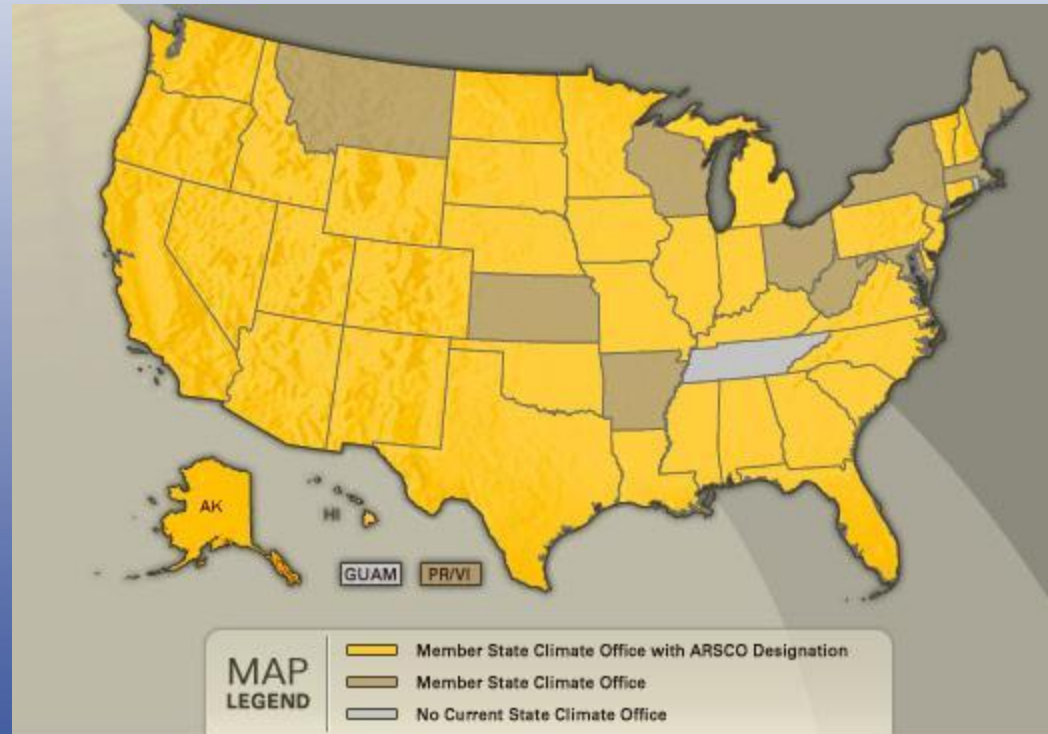 AK
HI
GUAM PR/VI
MAP
LEGEND
Member State Climate Office with ARSCO Designation
Member State Climate Office
No Current State Climate Office